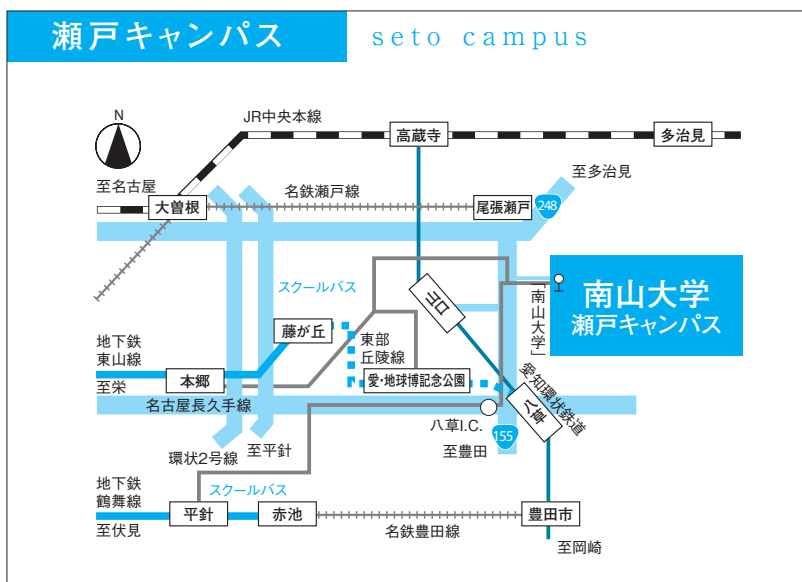 瀬戸キャンパス
seto campus
N
JR中央本線
高蔵寺
多治見
至名古屋
至多治見
大曽根
名鉄瀬戸線
尾張瀬戸
248
スクールバス
山口
「南山大学」
南山大学
瀬戸キャンパス
藤が丘
東部
丘陵線
地下鉄
東山線
至栄
本郷
愛・地球博記念公園
愛知環状鉄道
八草
名古屋長久手線
八草I.C.
155
環状2号線
至平針
至豊田
地下鉄
鶴舞線
至伏見
スクールバス
平針
赤池
名鉄豊田線
豊田市
至岡崎